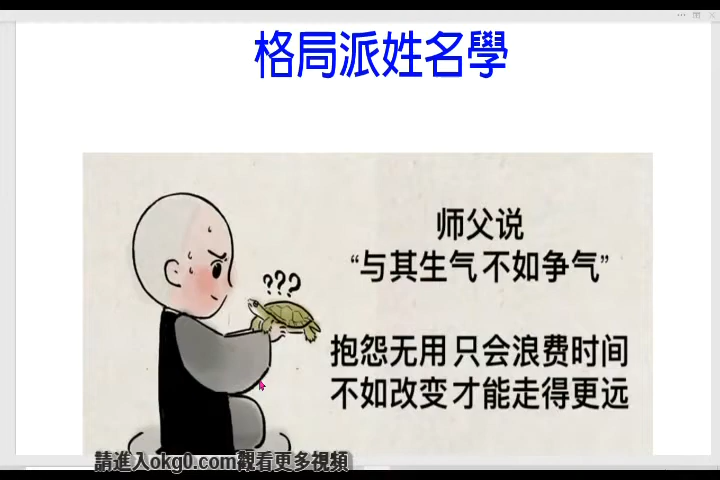 格局派姓名學
???
师父说
“与其生气 不如争气”
抱怨无用 只会浪费时间
不如改变 才能走得更远
請進入okg0.com觀看更多視頻